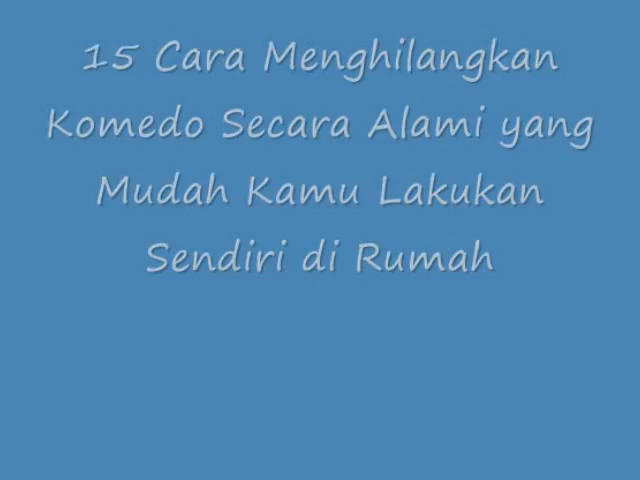 15 Cara Menghilangkan
Komedo Secara Alami yang
Mudah Kamu Lakukan
Sendiri di Rumah